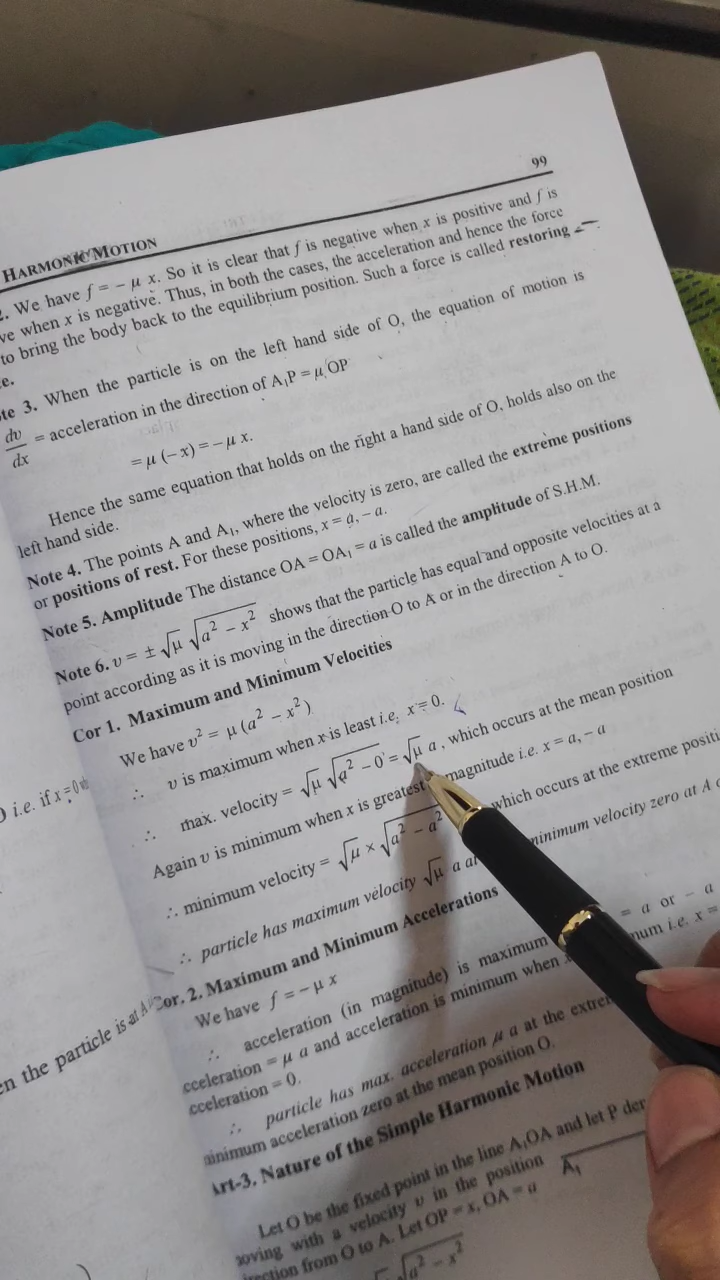 99
HARMONIC MOTION
2. We have f = − μ x. So it is clear that f is negative when x is positive and f is
ve when x is negative. Thus, in both the cases, the acceleration and hence the force
to bring the body back to the equilibrium position. Such a force is called restoring
e.
te 3. When the particle is on the left hand side of O, the equation of motion is
dv/dx = acceleration in the direction of A₁P = μ OP
= μ (−x) = − μ x.
Hence the same equation that holds on the right a hand side of O, holds also on the
left hand side.
Note 4. The points A and A₁, where the velocity is zero, are called the extreme positions
or positions of rest. For these positions, x = a, − a.
Note 5. Amplitude The distance OA = OA₁ = a is called the amplitude of S.H.M.
Note 6. υ = ± √μ √(a² − x²) shows that the particle has equal and opposite velocities at a
point according as it is moving in the direction O to A or in the direction A to O.
Cor 1. Maximum and Minimum Velocities
We have υ² = μ (a² − x²)
∴ υ is maximum when x is least i.e. x = 0.
∴ max. velocity = √μ √(a² − 0) = √μ a, which occurs at the mean position
Again υ is minimum when x is greatest magnitude i.e. x = a, − a
∴ minimum velocity = √μ × √(a² − a²) which occurs at the extreme positi
∴ particle has maximum velocity √μ a a minimum velocity zero at A
Cor. 2. Maximum and Minimum Accelerations
We have f = − μ x
∴ acceleration (in magnitude) is maximum = a or − a
cceleration = μ a and acceleration is minimum when num i.e. x =
cceleration = 0.
∴ particle has max. acceleration μ a at the extre
minimum acceleration zero at the mean position O.
Art-3. Nature of the Simple Harmonic Motion
Let O be the fixed point in the line A₁OA and let P den
oving with a velocity υ in the position
irection from O to A. Let OP = x, OA = a
A₁
√(a² − x²)
O i.e. if x = 0
en the particle is at A